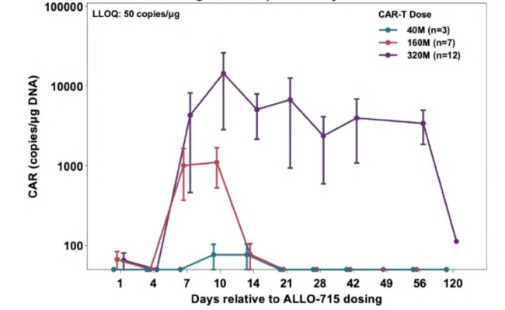 LLOQ: 50 copies/µg
CAR-T Dose
40M (n=3)
160M (n=7)
320M (n=12)
CAR (copies/µg DNA)
100000
10000
1000
100
1 4 7 10 14 21 28 42 49 56 120
Days relative to ALLO-715 dosing